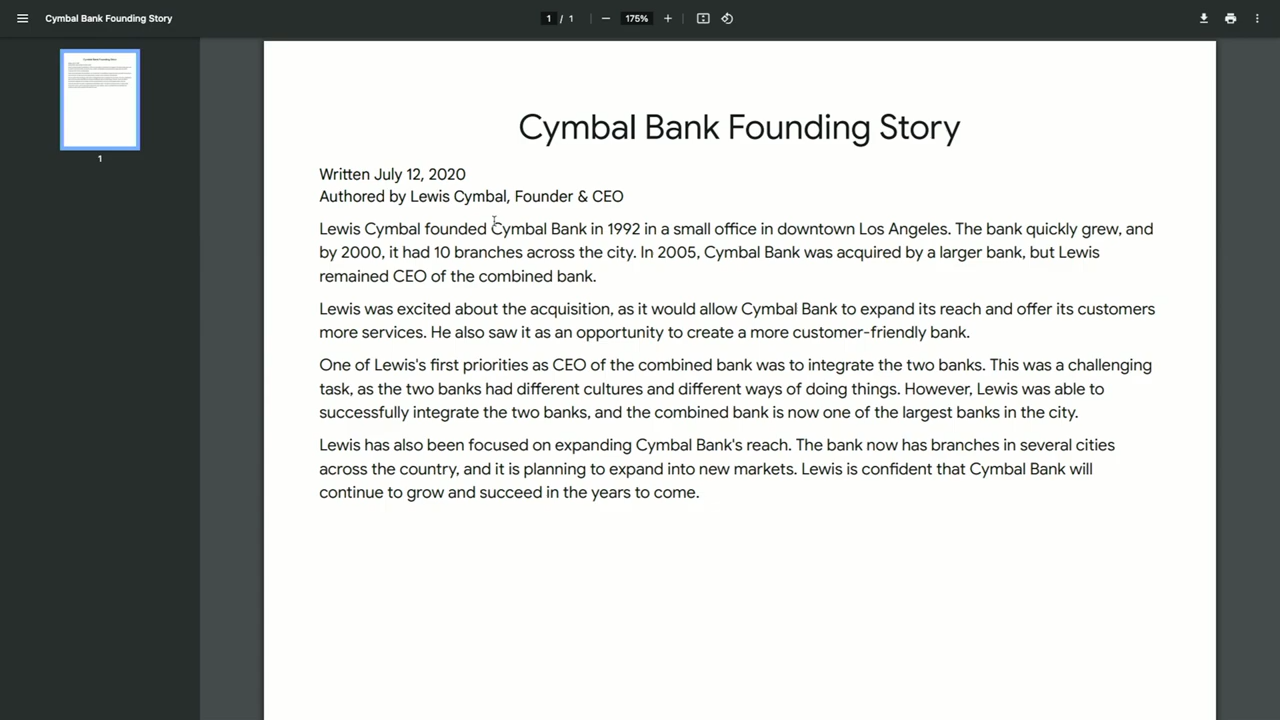 Cymbal Bank Founding Story
1 / 1
175%
1
Cymbal Bank Founding Story
Written July 12, 2020
Authored by Lewis Cymbal, Founder & CEO
Lewis Cymbal founded Cymbal Bank in 1992 in a small office in downtown Los Angeles. The bank quickly grew, and
by 2000, it had 10 branches across the city. In 2005, Cymbal Bank was acquired by a larger bank, but Lewis
remained CEO of the combined bank.
Lewis was excited about the acquisition, as it would allow Cymbal Bank to expand its reach and offer its customers
more services. He also saw it as an opportunity to create a more customer-friendly bank.
One of Lewis's first priorities as CEO of the combined bank was to integrate the two banks. This was a challenging
task, as the two banks had different cultures and different ways of doing things. However, Lewis was able to
successfully integrate the two banks, and the combined bank is now one of the largest banks in the city.
Lewis has also been focused on expanding Cymbal Bank's reach. The bank now has branches in several cities
across the country, and it is planning to expand into new markets. Lewis is confident that Cymbal Bank will
continue to grow and succeed in the years to come.